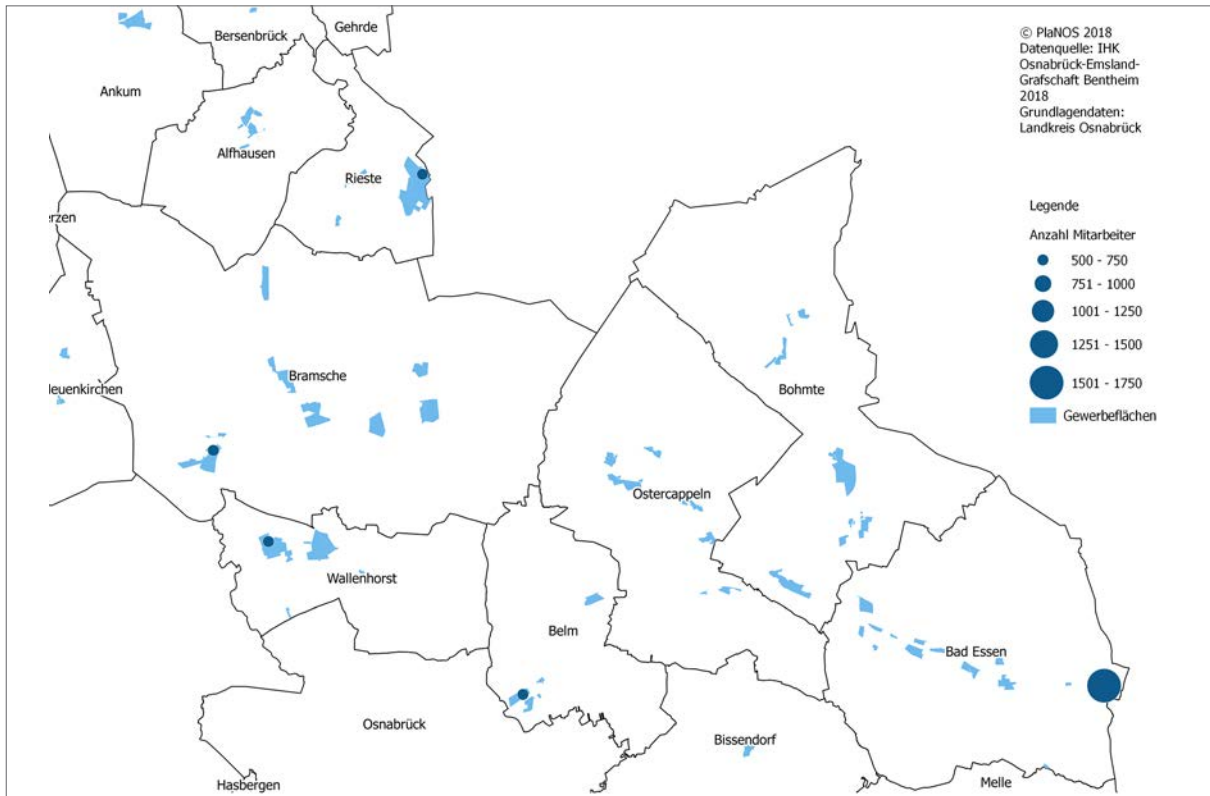 Gehrde
Bersenbrück
Ankum
Alfhausen
Rieste
erzen
Bramsche
Neuenkirchen
Bohmte
Ostercappeln
Wallenhorst
Belm
Bad Essen
Osnabrück
Bissendorf
Hasbergen
Melle
© PlaNOS 2018
Datenquelle: IHK
Osnabrück-Emsland-
Grafschaft Bentheim
2018
Grundlagendaten:
Landkreis Osnabrück
Legende
Anzahl Mitarbeiter
500 - 750
751 - 1000
1001 - 1250
1251 - 1500
1501 - 1750
Gewerbeflächen